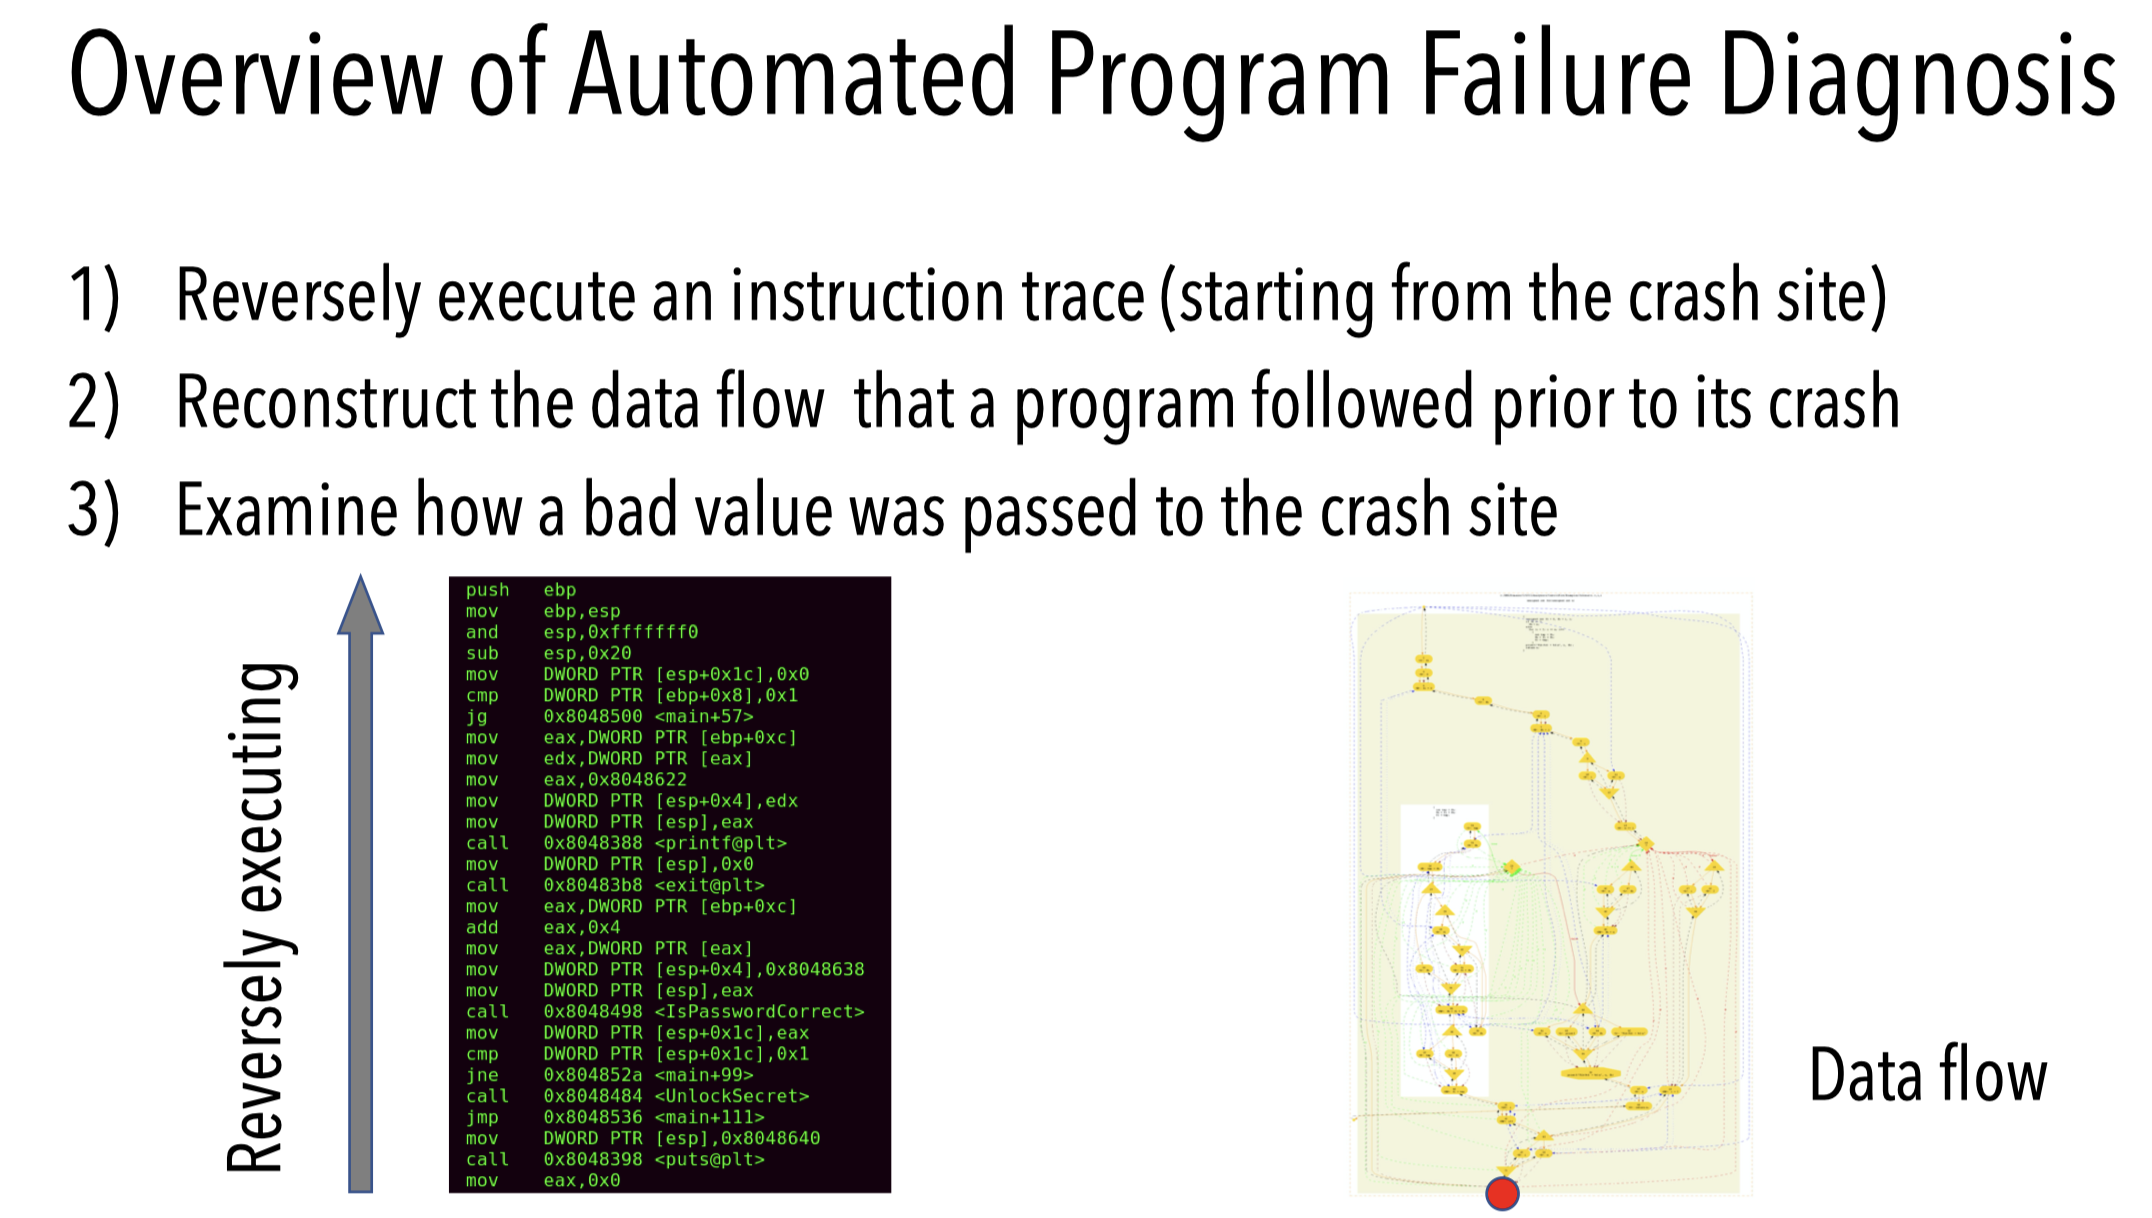 Overview of Automated Program Failure Diagnosis
1) Reversely execute an instruction trace (starting from the crash site)
2) Reconstruct the data flow that a program followed prior to its crash
3) Examine how a bad value was passed to the crash site
Reversely executing
push ebp
mov ebp,esp
and esp,0xfffffff0
sub esp,0x20
mov DWORD PTR [esp+0x1c],0x0
cmp DWORD PTR [ebp+0x8],0x1
jg 0x8048500 <main+57>
mov eax,DWORD PTR [ebp+0xc]
mov edx,DWORD PTR [eax]
mov eax,0x8048622
mov DWORD PTR [esp+0x4],edx
mov DWORD PTR [esp],eax
call 0x8048388 <printf@plt>
mov DWORD PTR [esp],0x0
call 0x80483b8 <exit@plt>
mov eax,DWORD PTR [ebp+0xc]
add eax,0x4
mov eax,DWORD PTR [eax]
mov DWORD PTR [esp+0x4],0x8048638
mov DWORD PTR [esp],eax
call 0x8048498 <IsPasswordCorrect>
mov DWORD PTR [esp+0x1c],eax
cmp DWORD PTR [esp+0x1c],0x1
jne 0x804852a <main+99>
call 0x8048484 <UnlockSecret>
jmp 0x8048536 <main+111>
mov DWORD PTR [esp],0x8048640
call 0x8048398 <puts@plt>
mov eax,0x0
Data flow